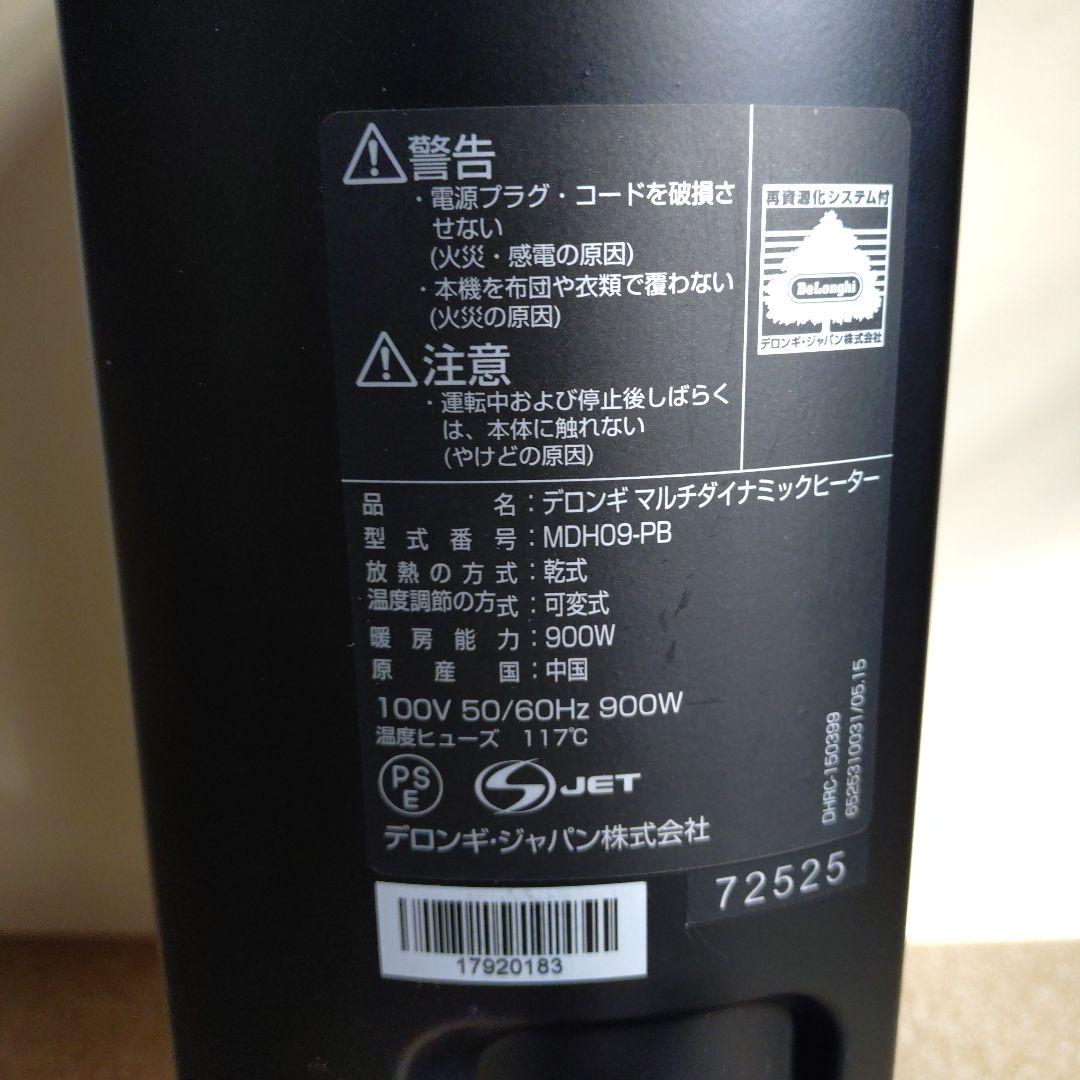 警告
・電源プラグ・コードを破損さ
せない
(火災・感電の原因)
・本機を布団や衣類で覆わない
(火災の原因)
注意
・運転中および停止後しばらく
は、本体に触れない
(やけどの原因)
再資源化システム付
DeLonghi
デロンギ・ジャパン株式会社
品名：デロンギ マルチダイナミックヒーター
型式番号：MDH09-PB
放熱の方式：乾式
温度調節の方式：可変式
暖房能力：900W
原産国：中国
100V 50/60Hz 900W
温度ヒューズ 117℃
PSE
JET
デロンギ・ジャパン株式会社
DHRC-150399
6525310031/05.15
72525
17920183